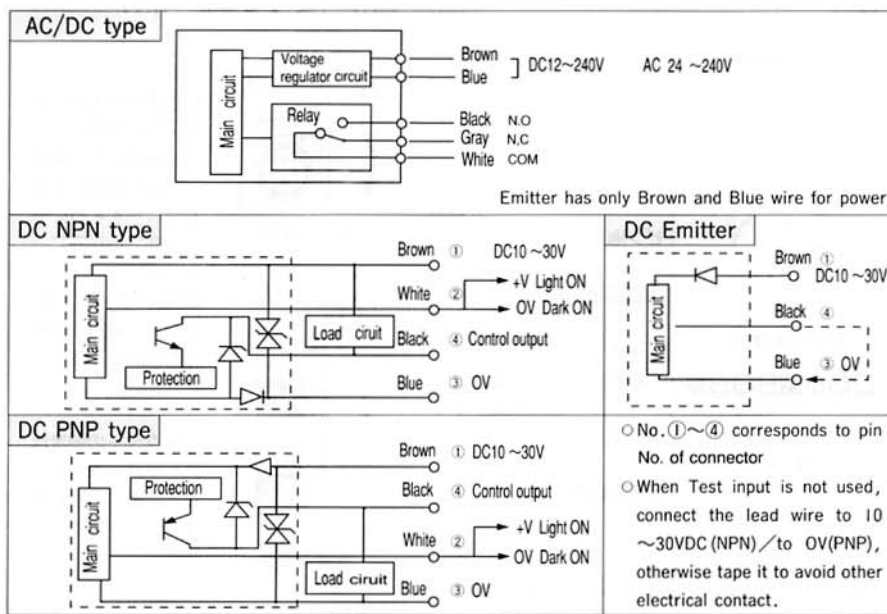 AC/DC type
Main circuit
Voltage
regulator circuit
Relay
Brown
Blue
DC12～240V AC 24 ～240V
Black N.O
Gray N,C
White COM
Emitter has only Brown and Blue wire for power
DC NPN type
Main circuit
Protection
Load ciruit
Brown ① DC10 ～30V
White ②
+V Light ON
OV Dark ON
Black ④ Control output
Blue ③ OV
DC Emitter
Main circuit
Brown ①
DC10 ～30V
Black ④
Blue ③ OV
DC PNP type
Main circuit
Protection
Load ciruit
Brown ① DC10 ～30V
Black ④ Control output
White ②
+V Light ON
OV Dark ON
Blue ③ OV
○ No.①～④ corresponds to pin
No. of connector
○ When Test input is not used,
connect the lead wire to 10
～30VDC (NPN)／to OV(PNP),
otherwise tape it to avoid other
electrical contact.